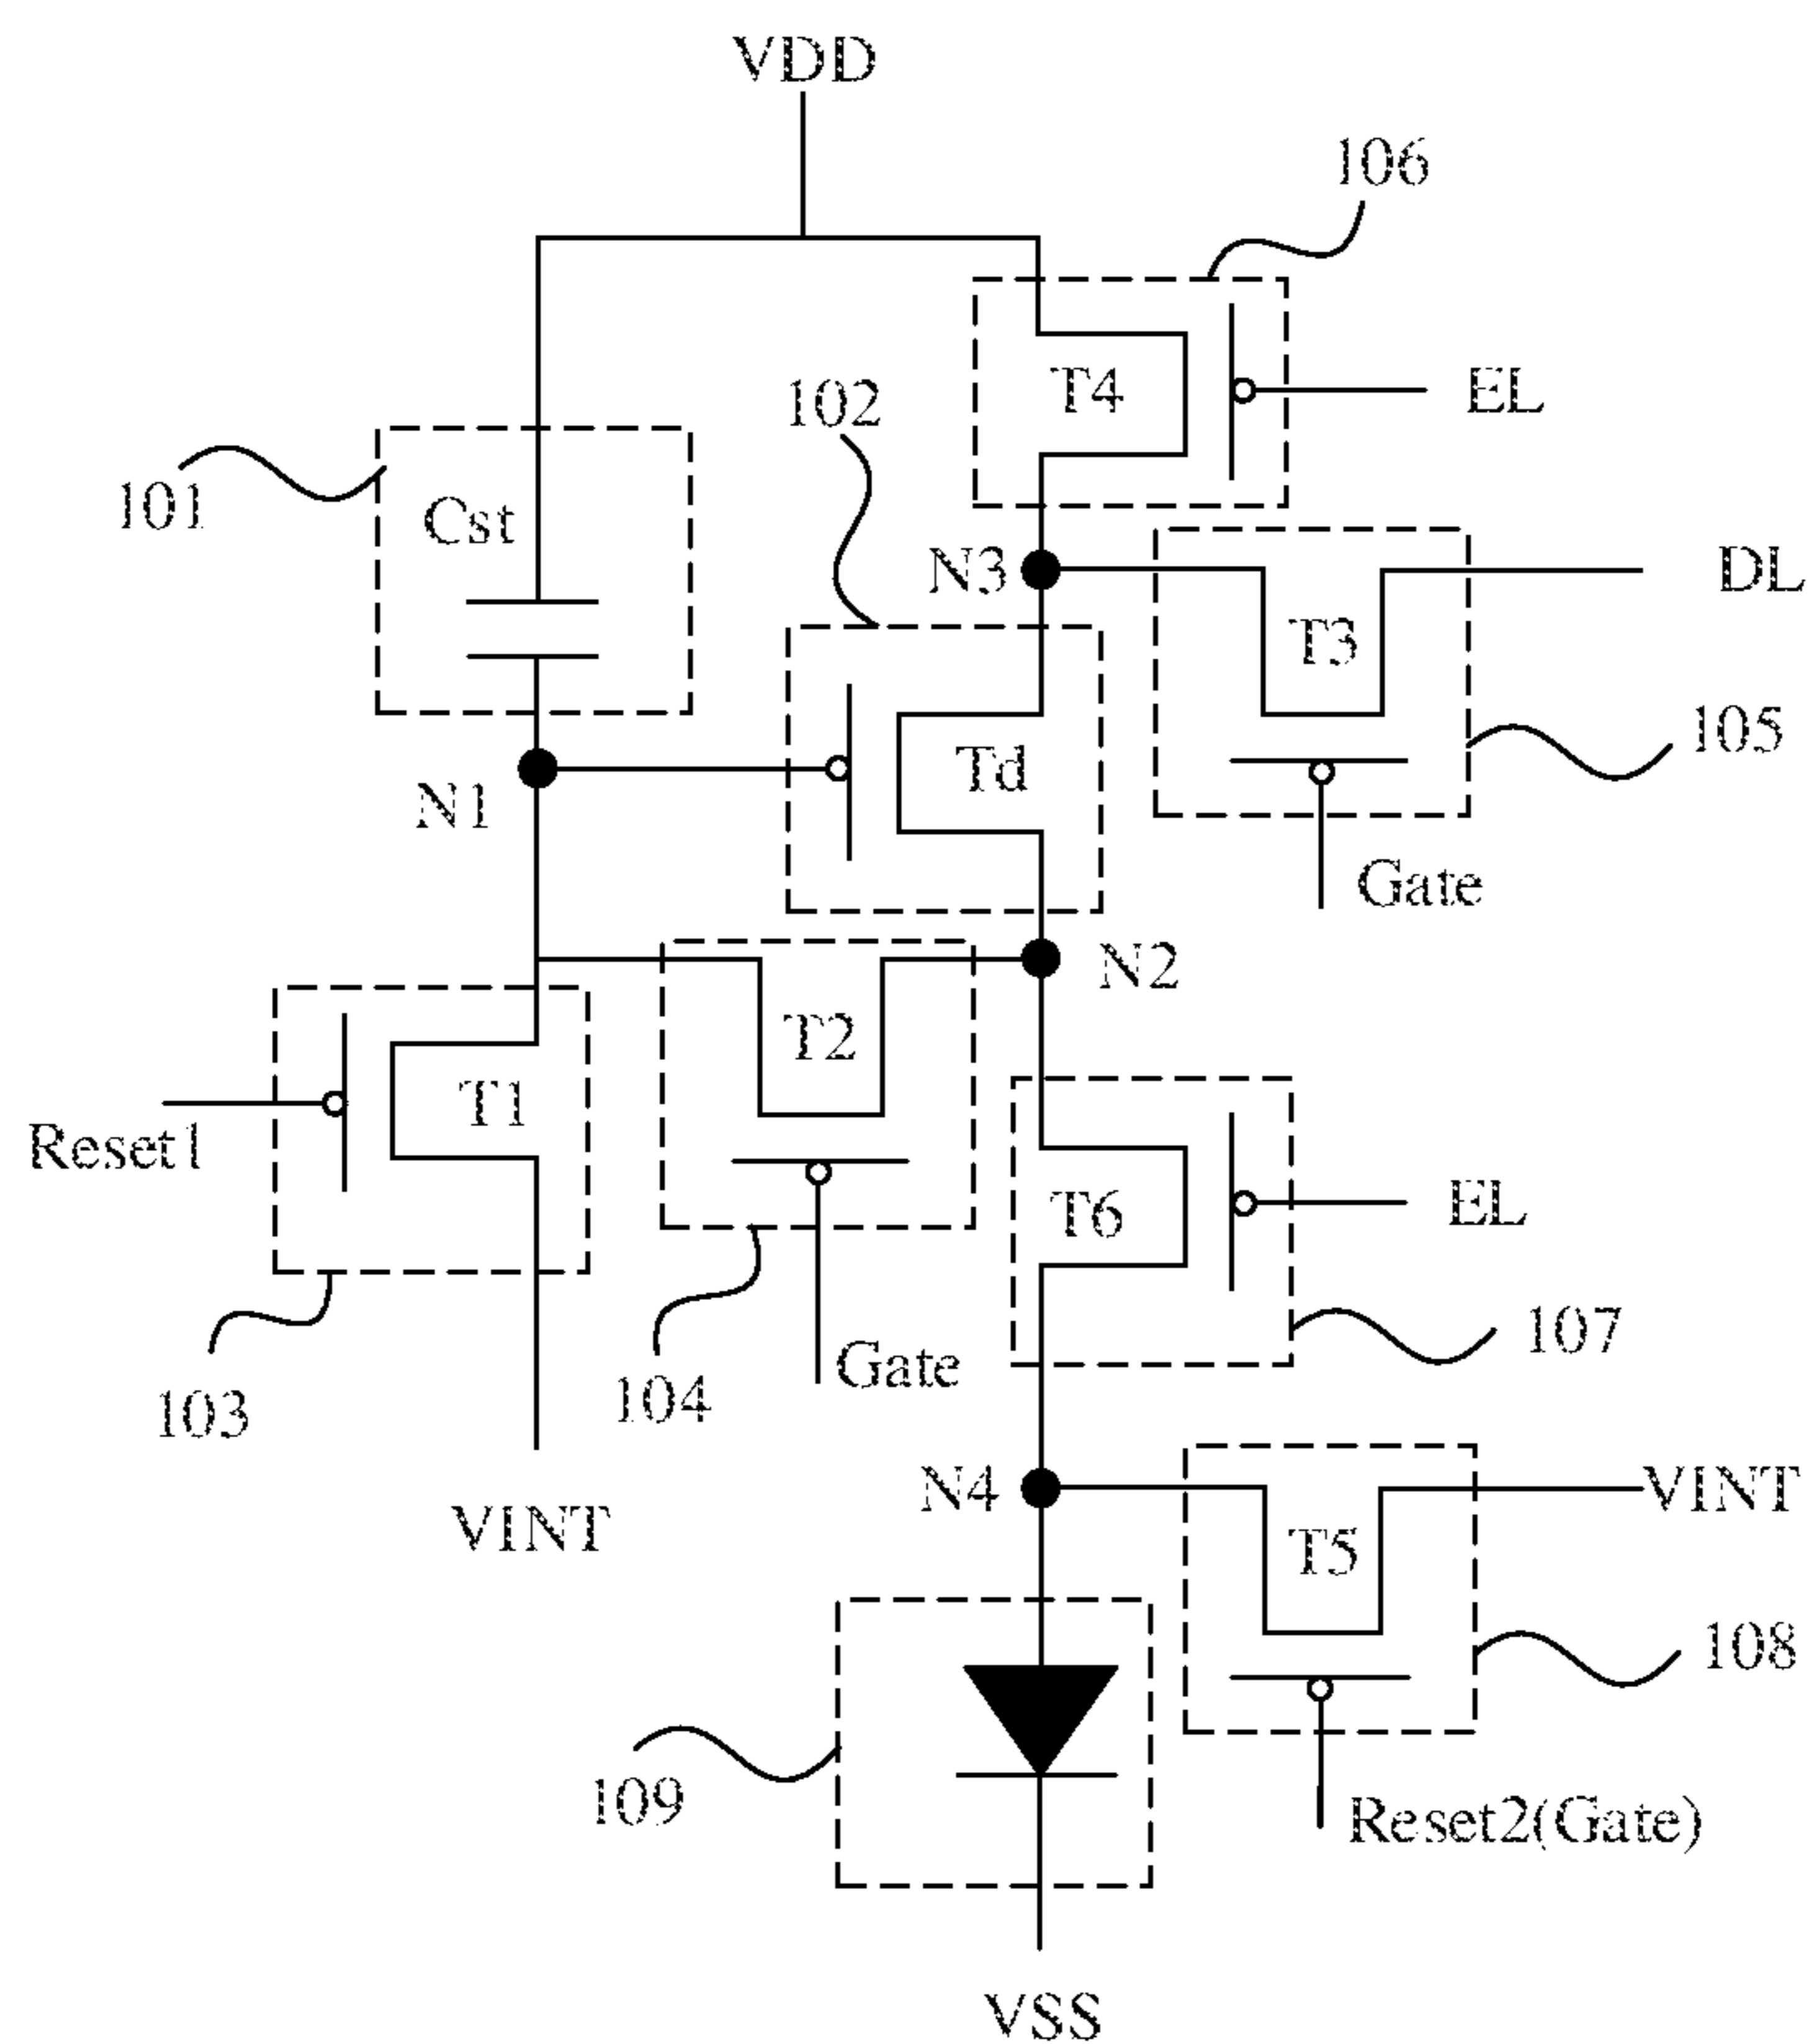 VDD
106
T4
EL
102
101
Cst
N3
DL
T3
105
Td
N1
Gate
N2
T2
T1
Reset1
T6
EL
107
Gate
104
103
N4
VINT
VINT
T5
108
109
Reset2(Gate)
VSS